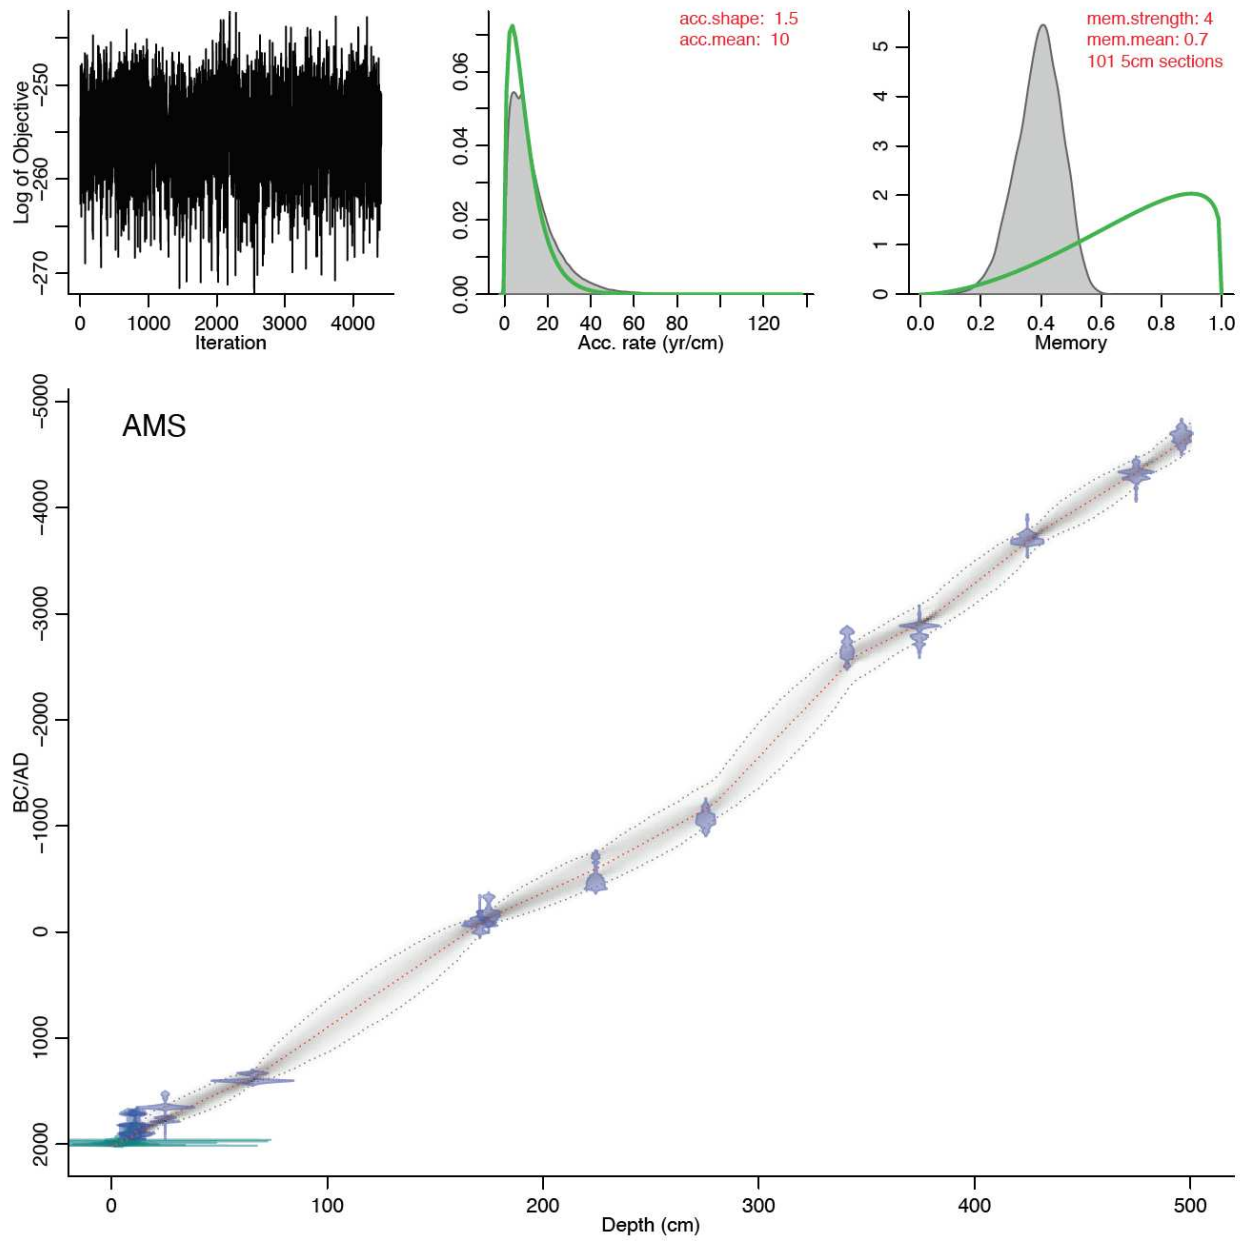 Log of Objective
−250
−260
−270
0 1000 2000 3000 4000
Iteration
acc.shape: 1.5
acc.mean: 10
0.06
0.04
0.02
0.00
0 20 40 60 80 120
Acc. rate (yr/cm)
mem.strength: 4
mem.mean: 0.7
101 5cm sections
5
4
3
2
1
0
0.0 0.2 0.4 0.6 0.8 1.0
Memory
AMS
BC/AD
−5000
−4000
−3000
−2000
−1000
0
1000
2000
0 100 200 300 400 500
Depth (cm)